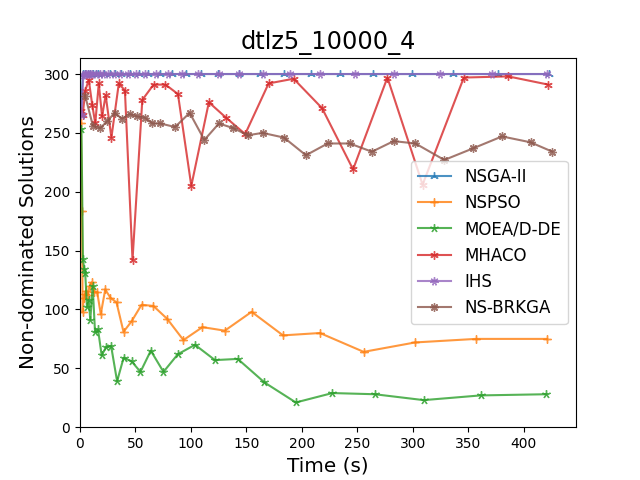 dtlz5_10000_4
Non-dominated Solutions
300
250
200
150
100
50
0
0 50 100 150 200 250 300 350 400
Time (s)
NSGA-II
NSPSO
MOEA/D-DE
MHACO
IHS
NS-BRKGA